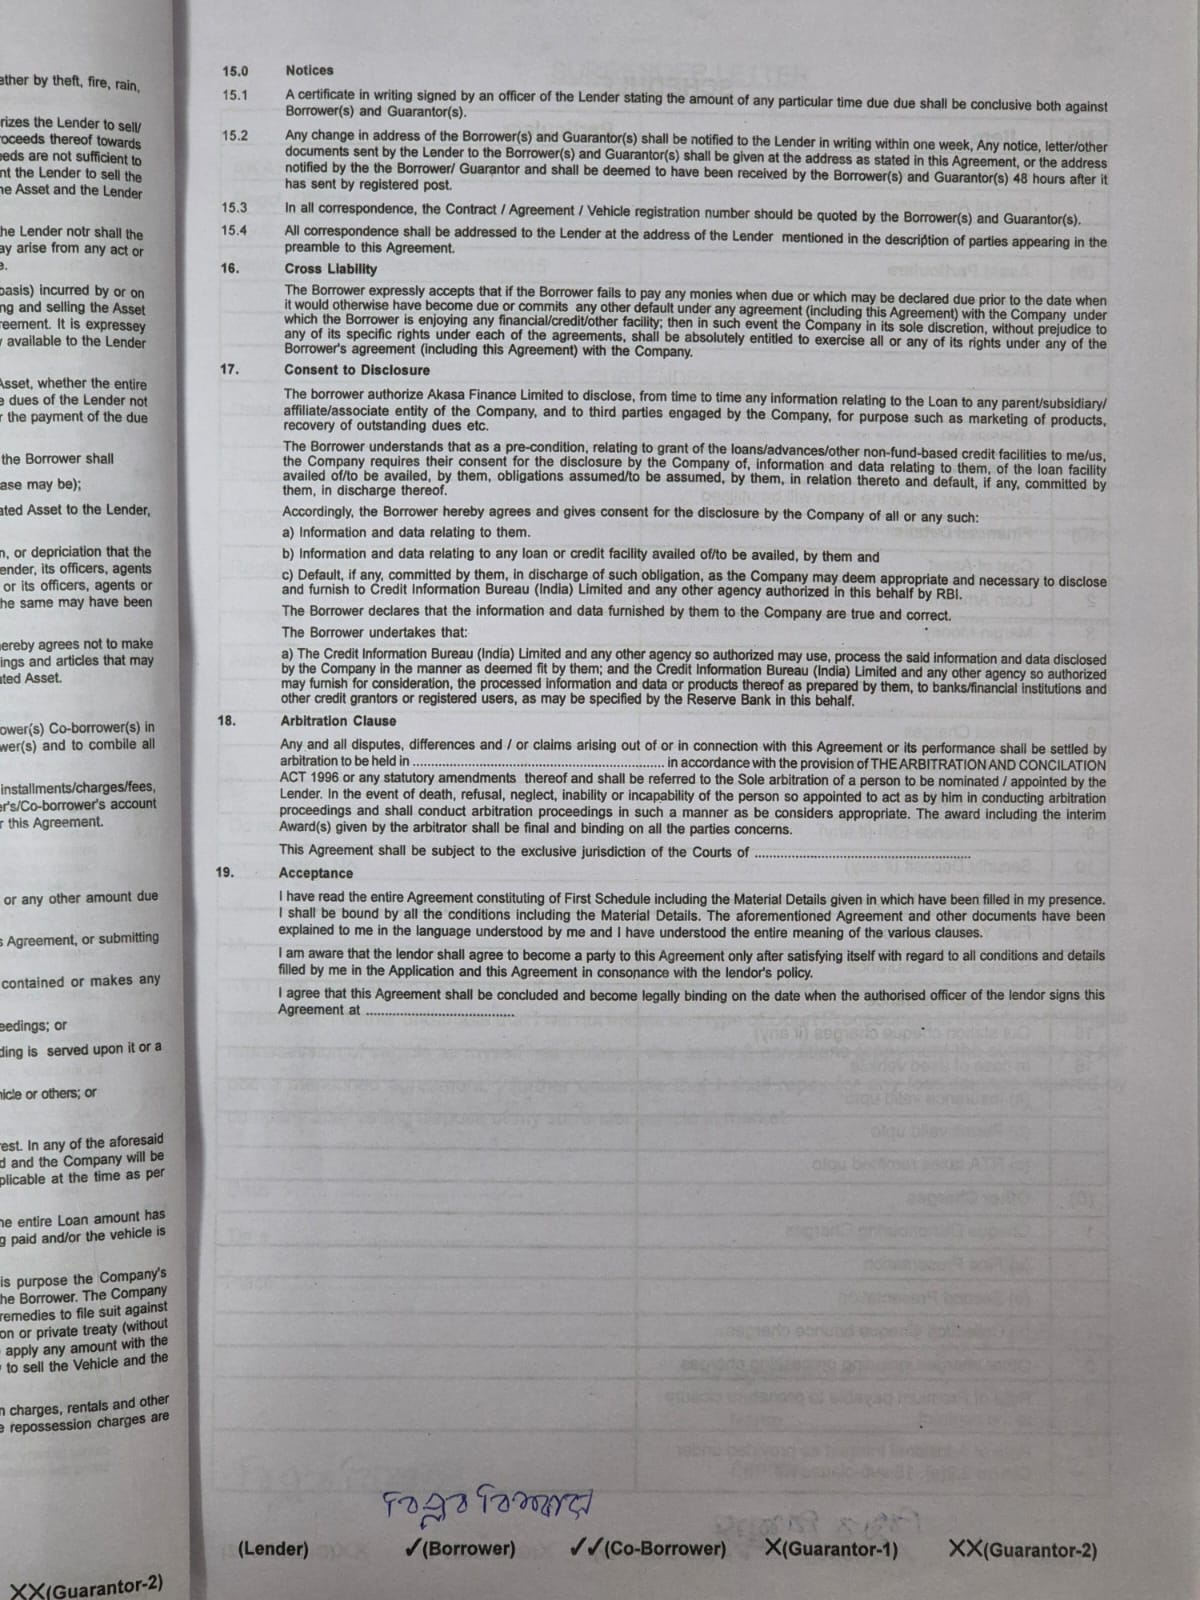 ether by theft, fire, rain,
rizes the Lender to sell/
roceeds thereof towards
eeds are not sufficient to
nt the Lender to sell the
he Asset and the Lender
the Lender notr shall the
ay arise from any act or
e.
basis) incurred by or on
ng and selling the Asset
reement. It is expressey
y available to the Lender
Asset, whether the entire
e dues of the Lender not
r the payment of the due
the Borrower shall
ase may be);
ated Asset to the Lender,
n, or depriciation that the
ender, its officers, agents
or its officers, agents or
he same may have been
hereby agrees not to make
ings and articles that may
ated Asset.
ower(s) Co-borrower(s) in
wer(s) and to combile all
installments/charges/fees,
er's/Co-borrower's account
r this Agreement.
or any other amount due
s Agreement, or submitting
contained or makes any
eedings; or
ding is served upon it or a
hicle or others; or
rest. In any of the aforesaid
d and the Company will be
plicable at the time as per
he entire Loan amount has
g paid and/or the vehicle is
is purpose the Company's
he Borrower. The Company
remedies to file suit against
on or private treaty (without
apply any amount with the
to sell the Vehicle and the
n charges, rentals and other
e repossession charges are
XX(Guarantor-2)
15.0 Notices
15.1 A certificate in writing signed by an officer of the Lender stating the amount of any particular time due due shall be conclusive both against
Borrower(s) and Guarantor(s).
15.2 Any change in address of the Borrower(s) and Guarantor(s) shall be notified to the Lender in writing within one week, Any notice, letter/other
documents sent by the Lender to the Borrower(s) and Guarantor(s) shall be given at the address as stated in this Agreement, or the address
notified by the the Borrower/ Guarantor and shall be deemed to have been received by the Borrower(s) and Guarantor(s) 48 hours after it
has sent by registered post.
15.3 In all correspondence, the Contract / Agreement / Vehicle registration number should be quoted by the Borrower(s) and Guarantor(s).
15.4 All correspondence shall be addressed to the Lender at the address of the Lender mentioned in the description of parties appearing in the
preamble to this Agreement.
16. Cross Liability
The Borrower expressly accepts that if the Borrower fails to pay any monies when due or which may be declared due prior to the date when
it would otherwise have become due or commits any other default under any agreement (including this Agreement) with the Company under
which the Borrower is enjoying any financial/credit/other facility; then in such event the Company in its sole discretion, without prejudice to
any of its specific rights under each of the agreements, shall be absolutely entitled to exercise all or any of its rights under any of the
Borrower's agreement (including this Agreement) with the Company.
17. Consent to Disclosure
The borrower authorize Akasa Finance Limited to disclose, from time to time any information relating to the Loan to any parent/subsidiary/
affiliate/associate entity of the Company, and to third parties engaged by the Company, for purpose such as marketing of products,
recovery of outstanding dues etc.
The Borrower understands that as a pre-condition, relating to grant of the loans/advances/other non-fund-based credit facilities to me/us,
the Company requires their consent for the disclosure by the Company of, information and data relating to them, of the loan facility
availed of/to be availed, by them, obligations assumed/to be assumed, by them, in relation thereto and default, if any, committed by
them, in discharge thereof.
Accordingly, the Borrower hereby agrees and gives consent for the disclosure by the Company of all or any such:
a) Information and data relating to them.
b) Information and data relating to any loan or credit facility availed of/to be availed, by them and
c) Default, if any, committed by them, in discharge of such obligation, as the Company may deem appropriate and necessary to disclose
and furnish to Credit Information Bureau (India) Limited and any other agency authorized in this behalf by RBI.
The Borrower declares that the information and data furnished by them to the Company are true and correct.
The Borrower undertakes that:
a) The Credit Information Bureau (India) Limited and any other agency so authorized may use, process the said information and data disclosed
by the Company in the manner as deemed fit by them; and the Credit Information Bureau (India) Limited and any other agency so authorized
may furnish for consideration, the processed information and data or products thereof as prepared by them, to banks/financial institutions and
other credit grantors or registered users, as may be specified by the Reserve Bank in this behalf.
18. Arbitration Clause
Any and all disputes, differences and / or claims arising out of or in connection with this Agreement or its performance shall be settled by
arbitration to be held in ........................................ in accordance with the provision of THE ARBITRATION AND CONCILATION
ACT 1996 or any statutory amendments thereof and shall be referred to the Sole arbitration of a person to be nominated / appointed by the
Lender. In the event of death, refusal, neglect, inability or incapability of the person so appointed to act as by him in conducting arbitration
proceedings and shall conduct arbitration proceedings in such a manner as be considers appropriate. The award including the interim
Award(s) given by the arbitrator shall be final and binding on all the parties concerns.
This Agreement shall be subject to the exclusive jurisdiction of the Courts of ........................................
19. Acceptance
I have read the entire Agreement constituting of First Schedule including the Material Details given in which have been filled in my presence.
I shall be bound by all the conditions including the Material Details. The aforementioned Agreement and other documents have been
explained to me in the language understood by me and I have understood the entire meaning of the various clauses.
I am aware that the lendor shall agree to become a party to this Agreement only after satisfying itself with regard to all conditions and details
filled by me in the Application and this Agreement in consonance with the lendor's policy.
I agree that this Agreement shall be concluded and become legally binding on the date when the authorised officer of the lendor signs this
Agreement at ........................................
বিপ্লব বিশ্বাস
(Lender) ✓(Borrower) ✓✓(Co-Borrower) X(Guarantor-1) XX(Guarantor-2)